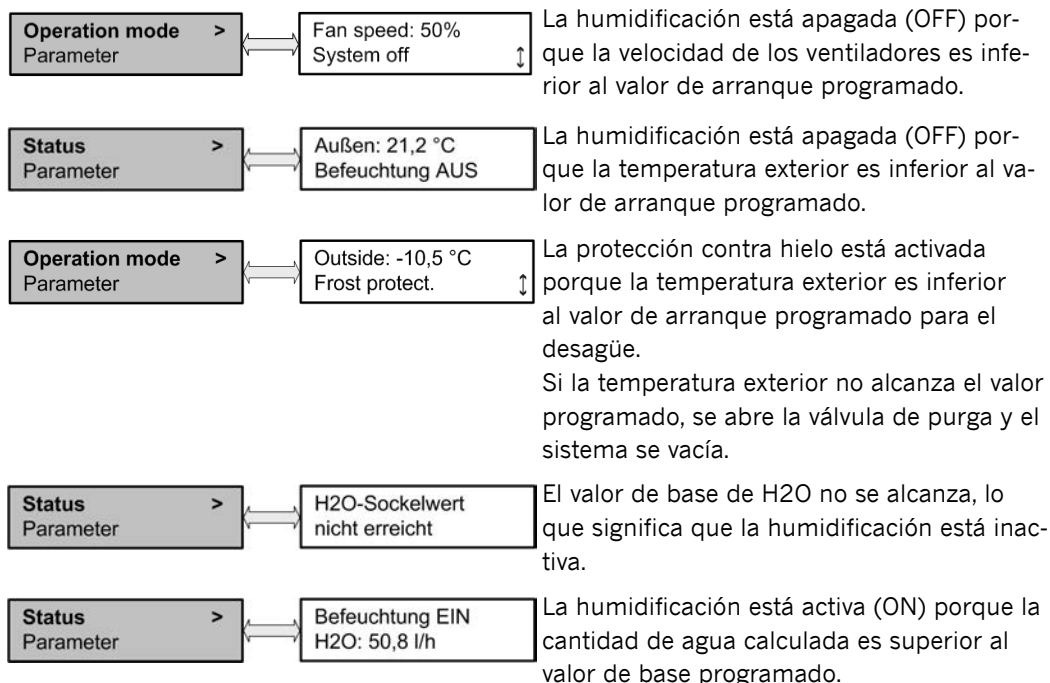 Operation mode >
Parameter
Fan speed: 50%
System off ↕
La humidificación está apagada (OFF) por-
que la velocidad de los ventiladores es infe-
rior al valor de arranque programado.
Status >
Parameter
Außen: 21,2 °C
Befeuchtung AUS
La humidificación está apagada (OFF) por-
que la temperatura exterior es inferior al va-
lor de arranque programado.
Operation mode >
Parameter
Outside: -10,5 °C
Frost protect. ↕
La protección contra hielo está activada
porque la temperatura exterior es inferior
al valor de arranque programado para el
desagüe.
Si la temperatura exterior no alcanza el valor
programado, se abre la válvula de purga y el
sistema se vacía.
Status >
Parameter
H2O-Sockelwert
nicht erreicht
El valor de base de H2O no se alcanza, lo
que significa que la humidificación está inac-
tiva.
Status >
Parameter
Befeuchtung EIN
H2O: 50,8 l/h
La humidificación está activa (ON) porque la
cantidad de agua calculada es superior al
valor de base programado.